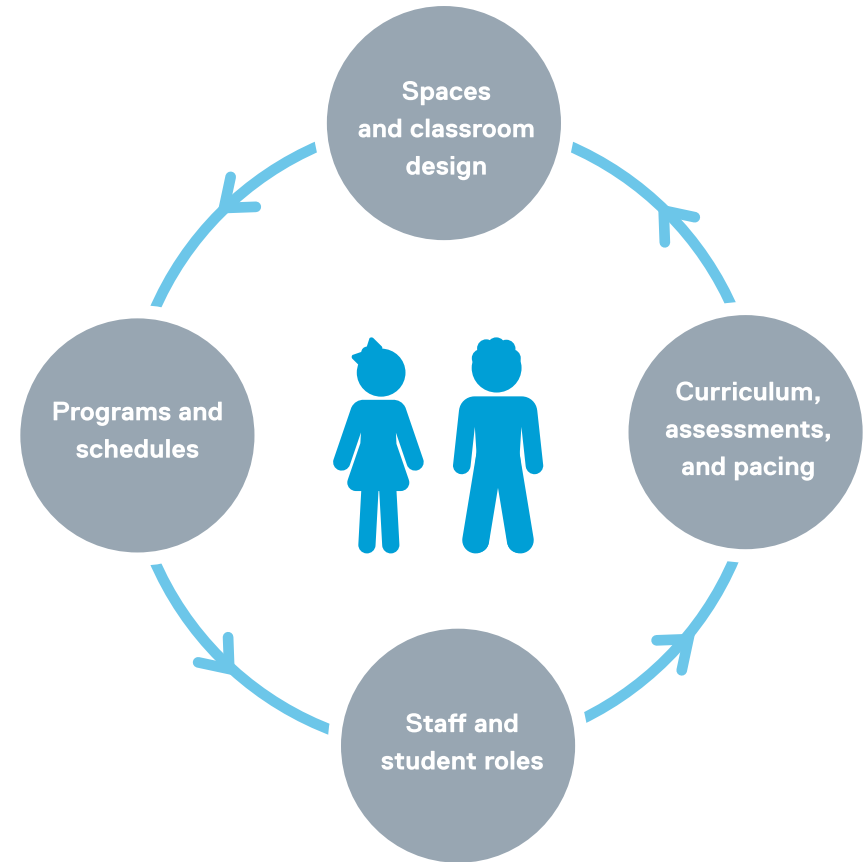 Spaces
and classroom
design
Programs and
schedules
Curriculum,
assessments,
and pacing
Staff and
student roles